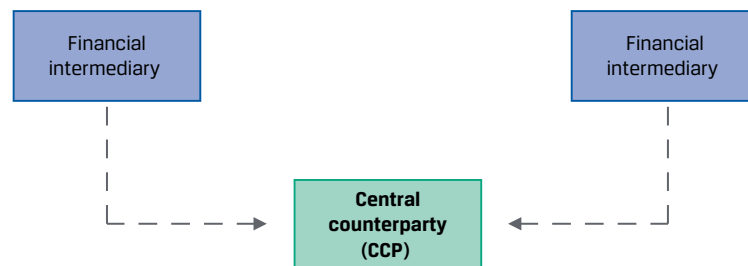 Financial
intermediary
Financial
intermediary
Central
counterparty
(CCP)